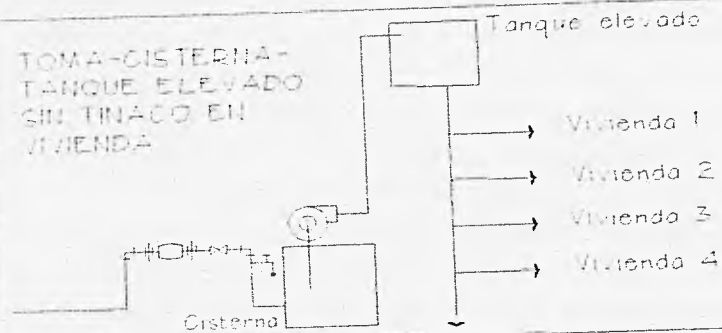 TOMA-CISTERNA-
TANQUE ELEVADO
SIN TINACO EN
VIVIENDA
Tanque elevado
Vivienda 1
Vivienda 2
Vivienda 3
Vivienda 4
Cisterna